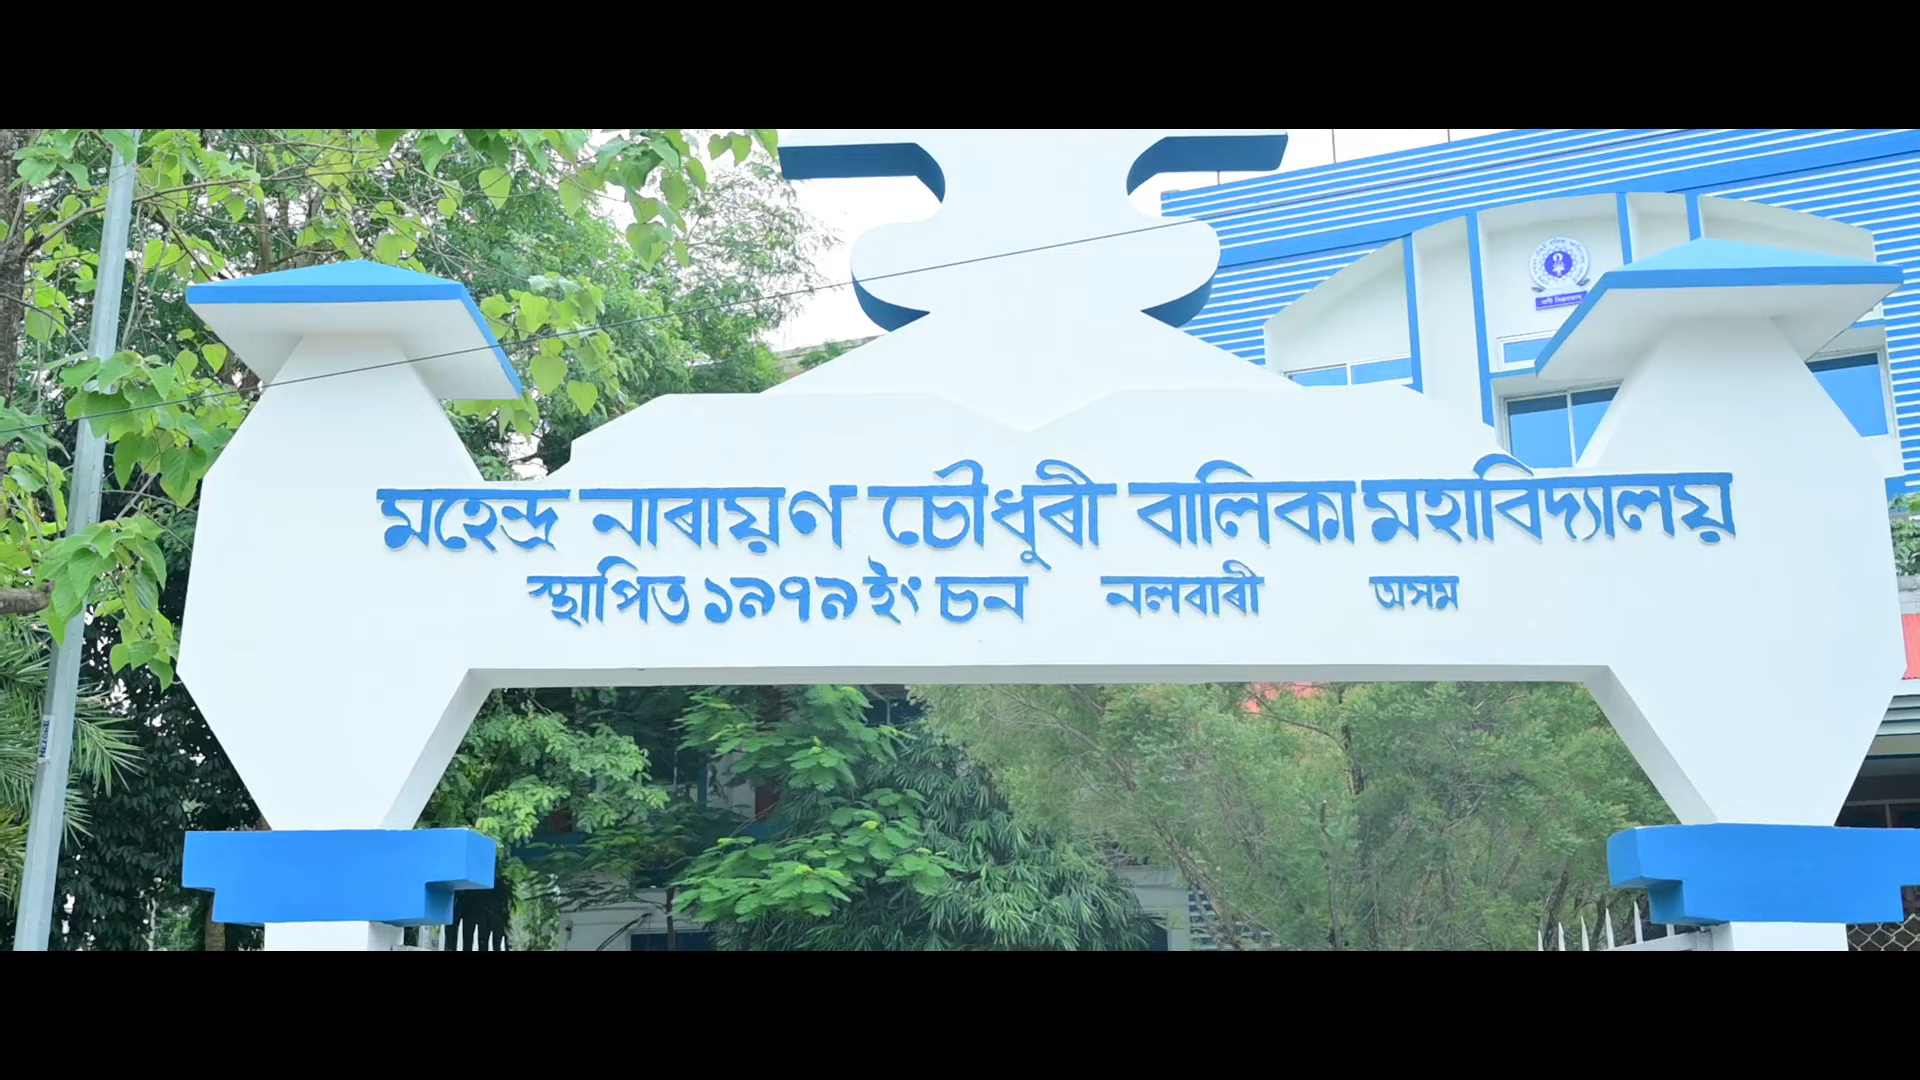 মহেন্দ্ৰ নাৰায়ণ চৌধুৰী বালিকা মহাবিদ্যালয়
স্থাপিত ১৯৭৯ ইং চন নলবাৰী অসম